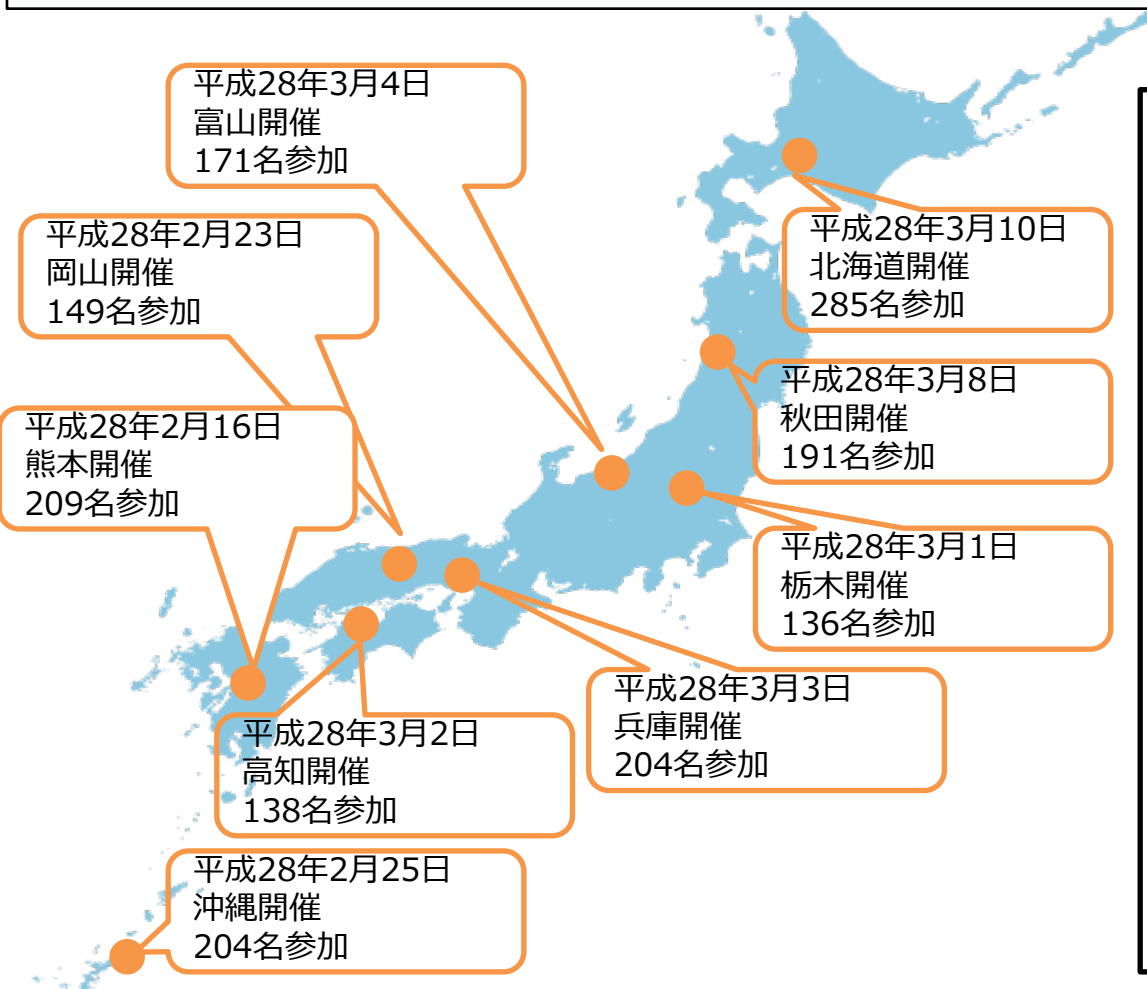 平成28年3月4日
富山開催
171名参加
平成28年2月23日
岡山開催
149名参加
平成28年3月10日
北海道開催
285名参加
平成28年3月8日
秋田開催
191名参加
平成28年2月16日
熊本開催
209名参加
平成28年3月1日
栃木開催
136名参加
平成28年3月3日
兵庫開催
204名参加
平成28年3月2日
高知開催
138名参加
平成28年2月25日
沖縄開催
204名参加